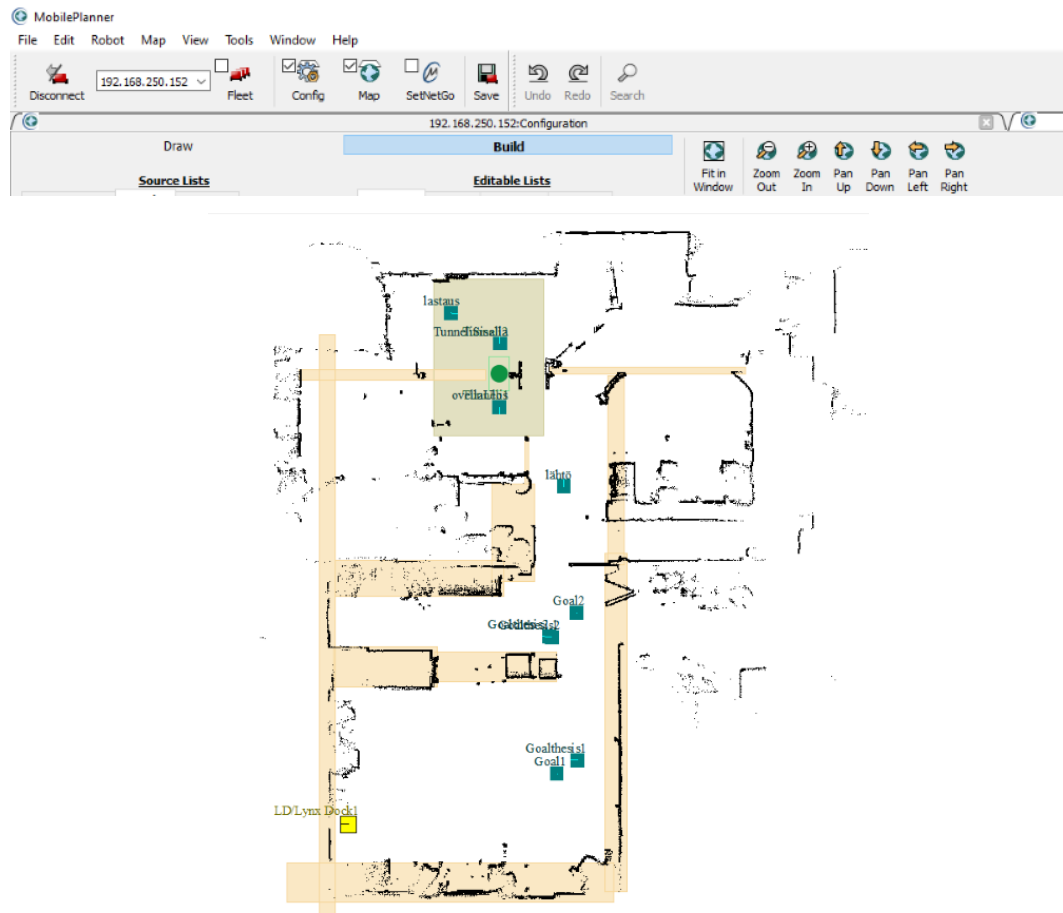 MobilePlanner
File Edit Robot Map View Tools Window Help
192.168.250.152
Disconnect Fleet Config Map SetNetGo Save Undo Redo Search
192.168.250.152:Configuration
Draw Build
Source Lists Editable Lists
Fit in Window Zoom Out Zoom In Pan Up Pan Down Pan Left Pan Right
lastaus
lähtö
Goal2
Goalthesis1
Goal1
LD/Lynx Dock1